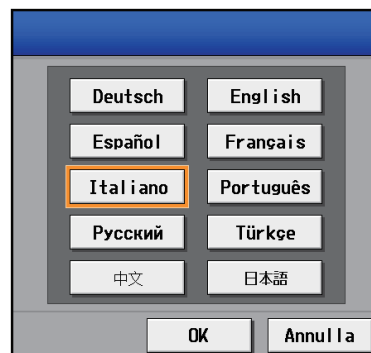 Deutsch English
Español Français
Italiano Português
Русский Türkçe
中文 日本語
OK Annulla